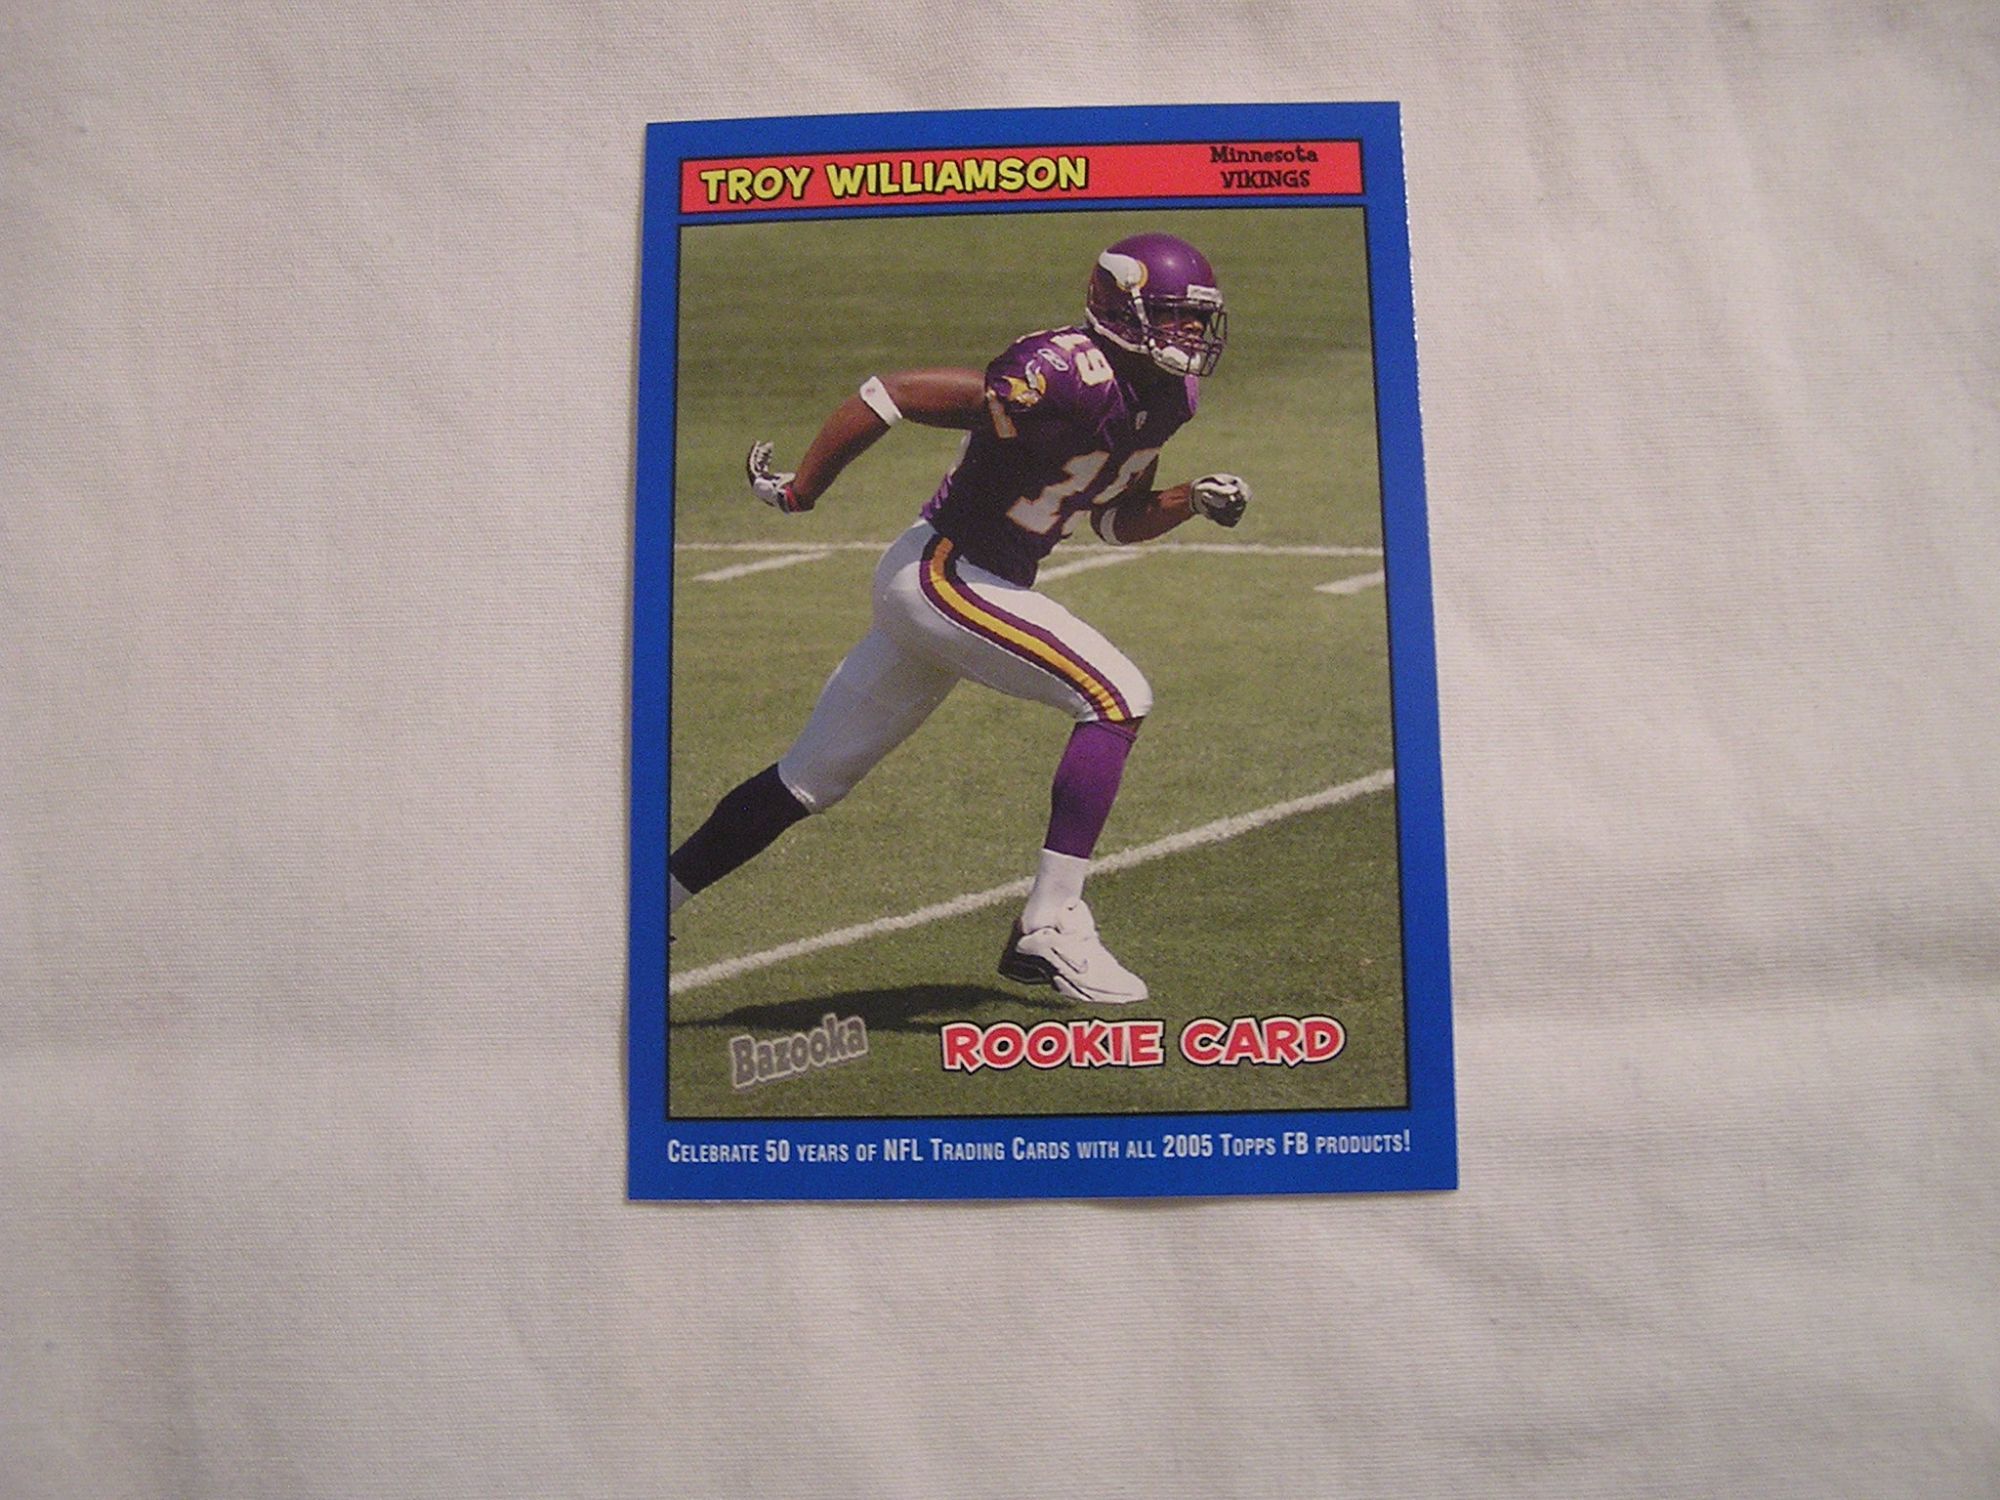 TROY WILLIAMSON
Minnesota
VIKINGS
19
19
Bazooka
ROOKIE CARD
CELEBRATE 50 YEARS OF NFL TRADING CARDS WITH ALL 2005 TOPPS FB PRODUCTS!